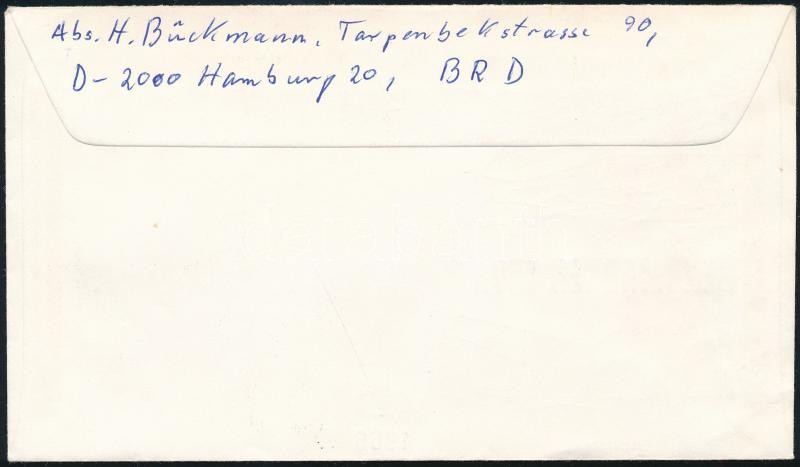 Abs. H. Bückmann, Tarpenbekstrasse 90,
D-2000 Hamburg 20, BRD